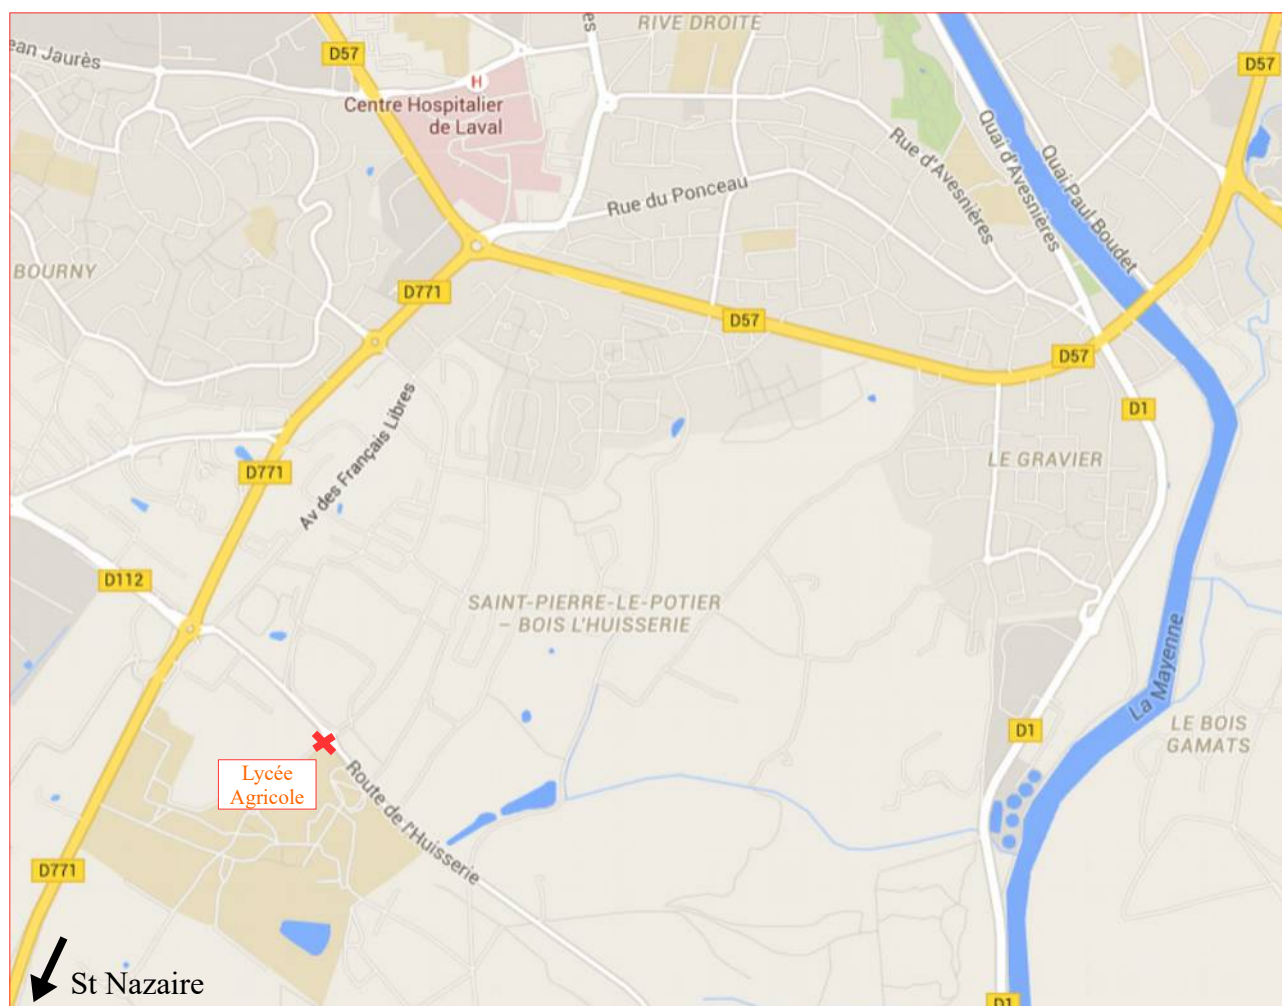 RIVE DROITE
es
ean Jaurès
D57
D57
H
Centre Hospitalier
de Laval
Quai d'Avesnières
Quai Paul Boudet
Rue d'Avesnières
Rue du Ponceau
BOURNY
D771
D57
D57
D1
Av des Français Libres
LE GRAVIER
D771
D112
SAINT-PIERRE-LE-POTIER
– BOIS L'HUISSERIE
La Mayenne
LE BOIS
GAMATS
D1
Lycée
Agricole
Route de l'Huisserie
D771
St Nazaire
D1